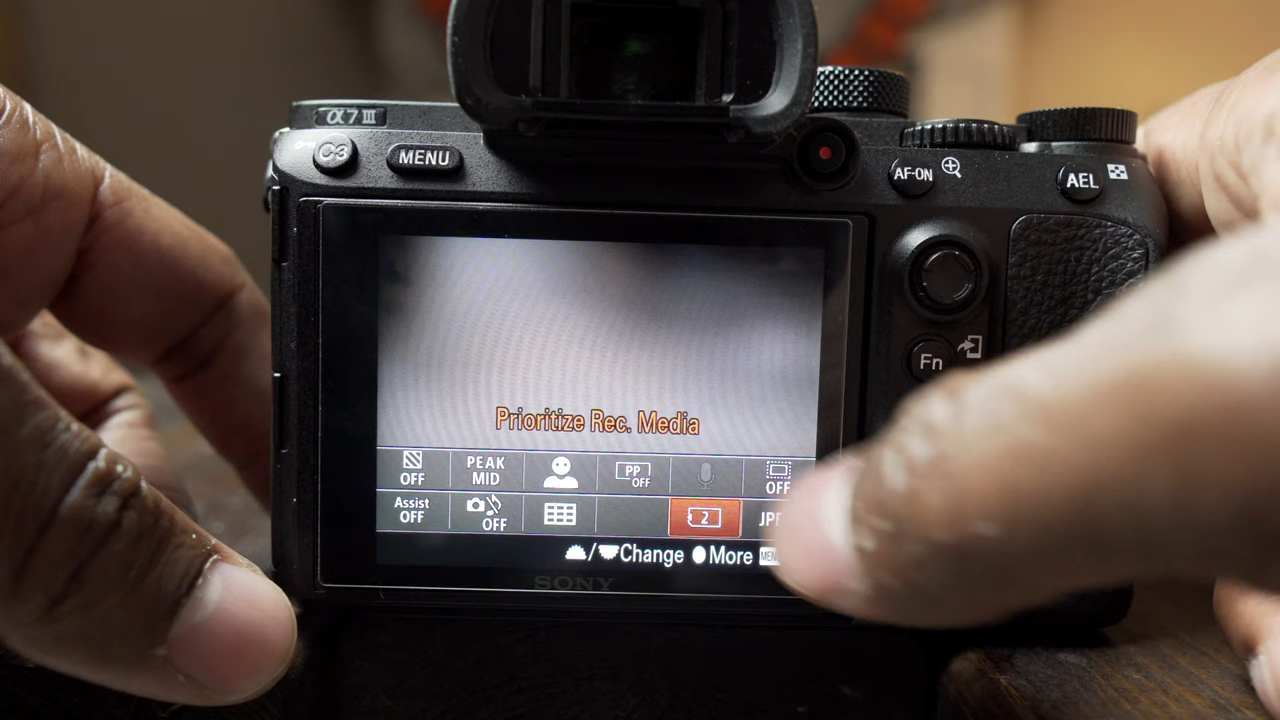 α7III
C3
MENU
AF-ON
AEL
Fn
Prioritize Rec. Media
OFF
PEAK
MID
PP
OFF
OFF
Assist
OFF
OFF
2
/ Change More
SONY